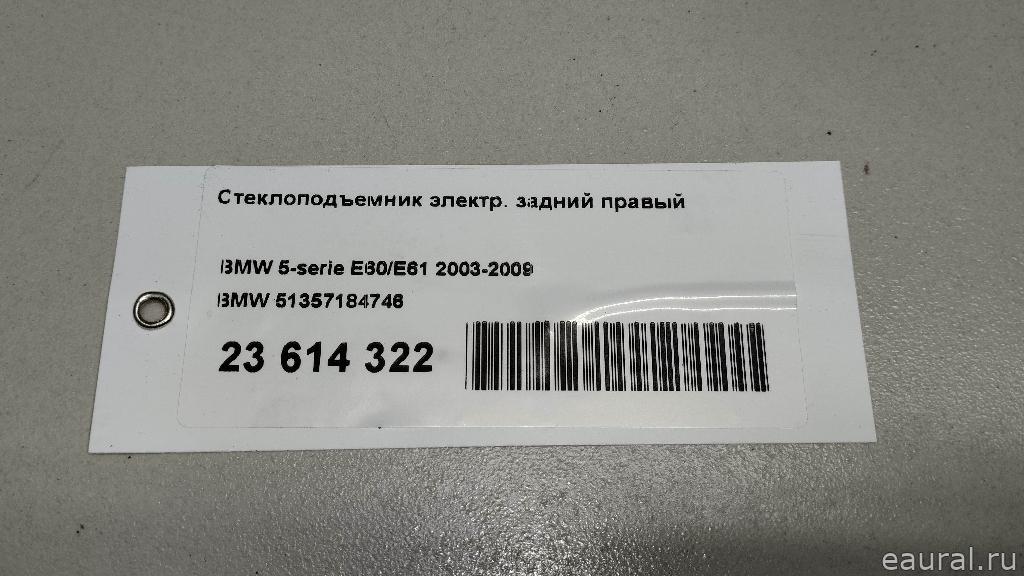 Стеклоподъемник электр. задний правый
BMW 5-serie E60/E61 2003-2009
BMW 51357184746
23 614 322
eaural.ru